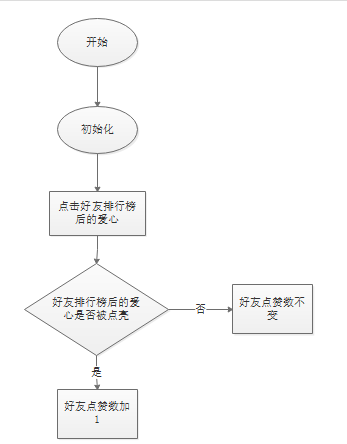 开始
初始化
点击好友排行榜
后的爱心
好友排行榜后的爱
心是否被点亮
否
好友点赞数不
变
是
好友点赞数加
1